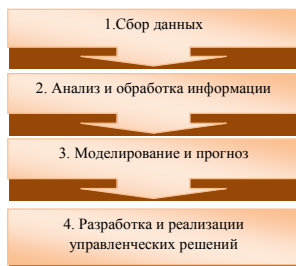 1.Сбор данных
2. Анализ и обработка информации
3. Моделирование и прогноз
4. Разработка и реализации
управленческих решений